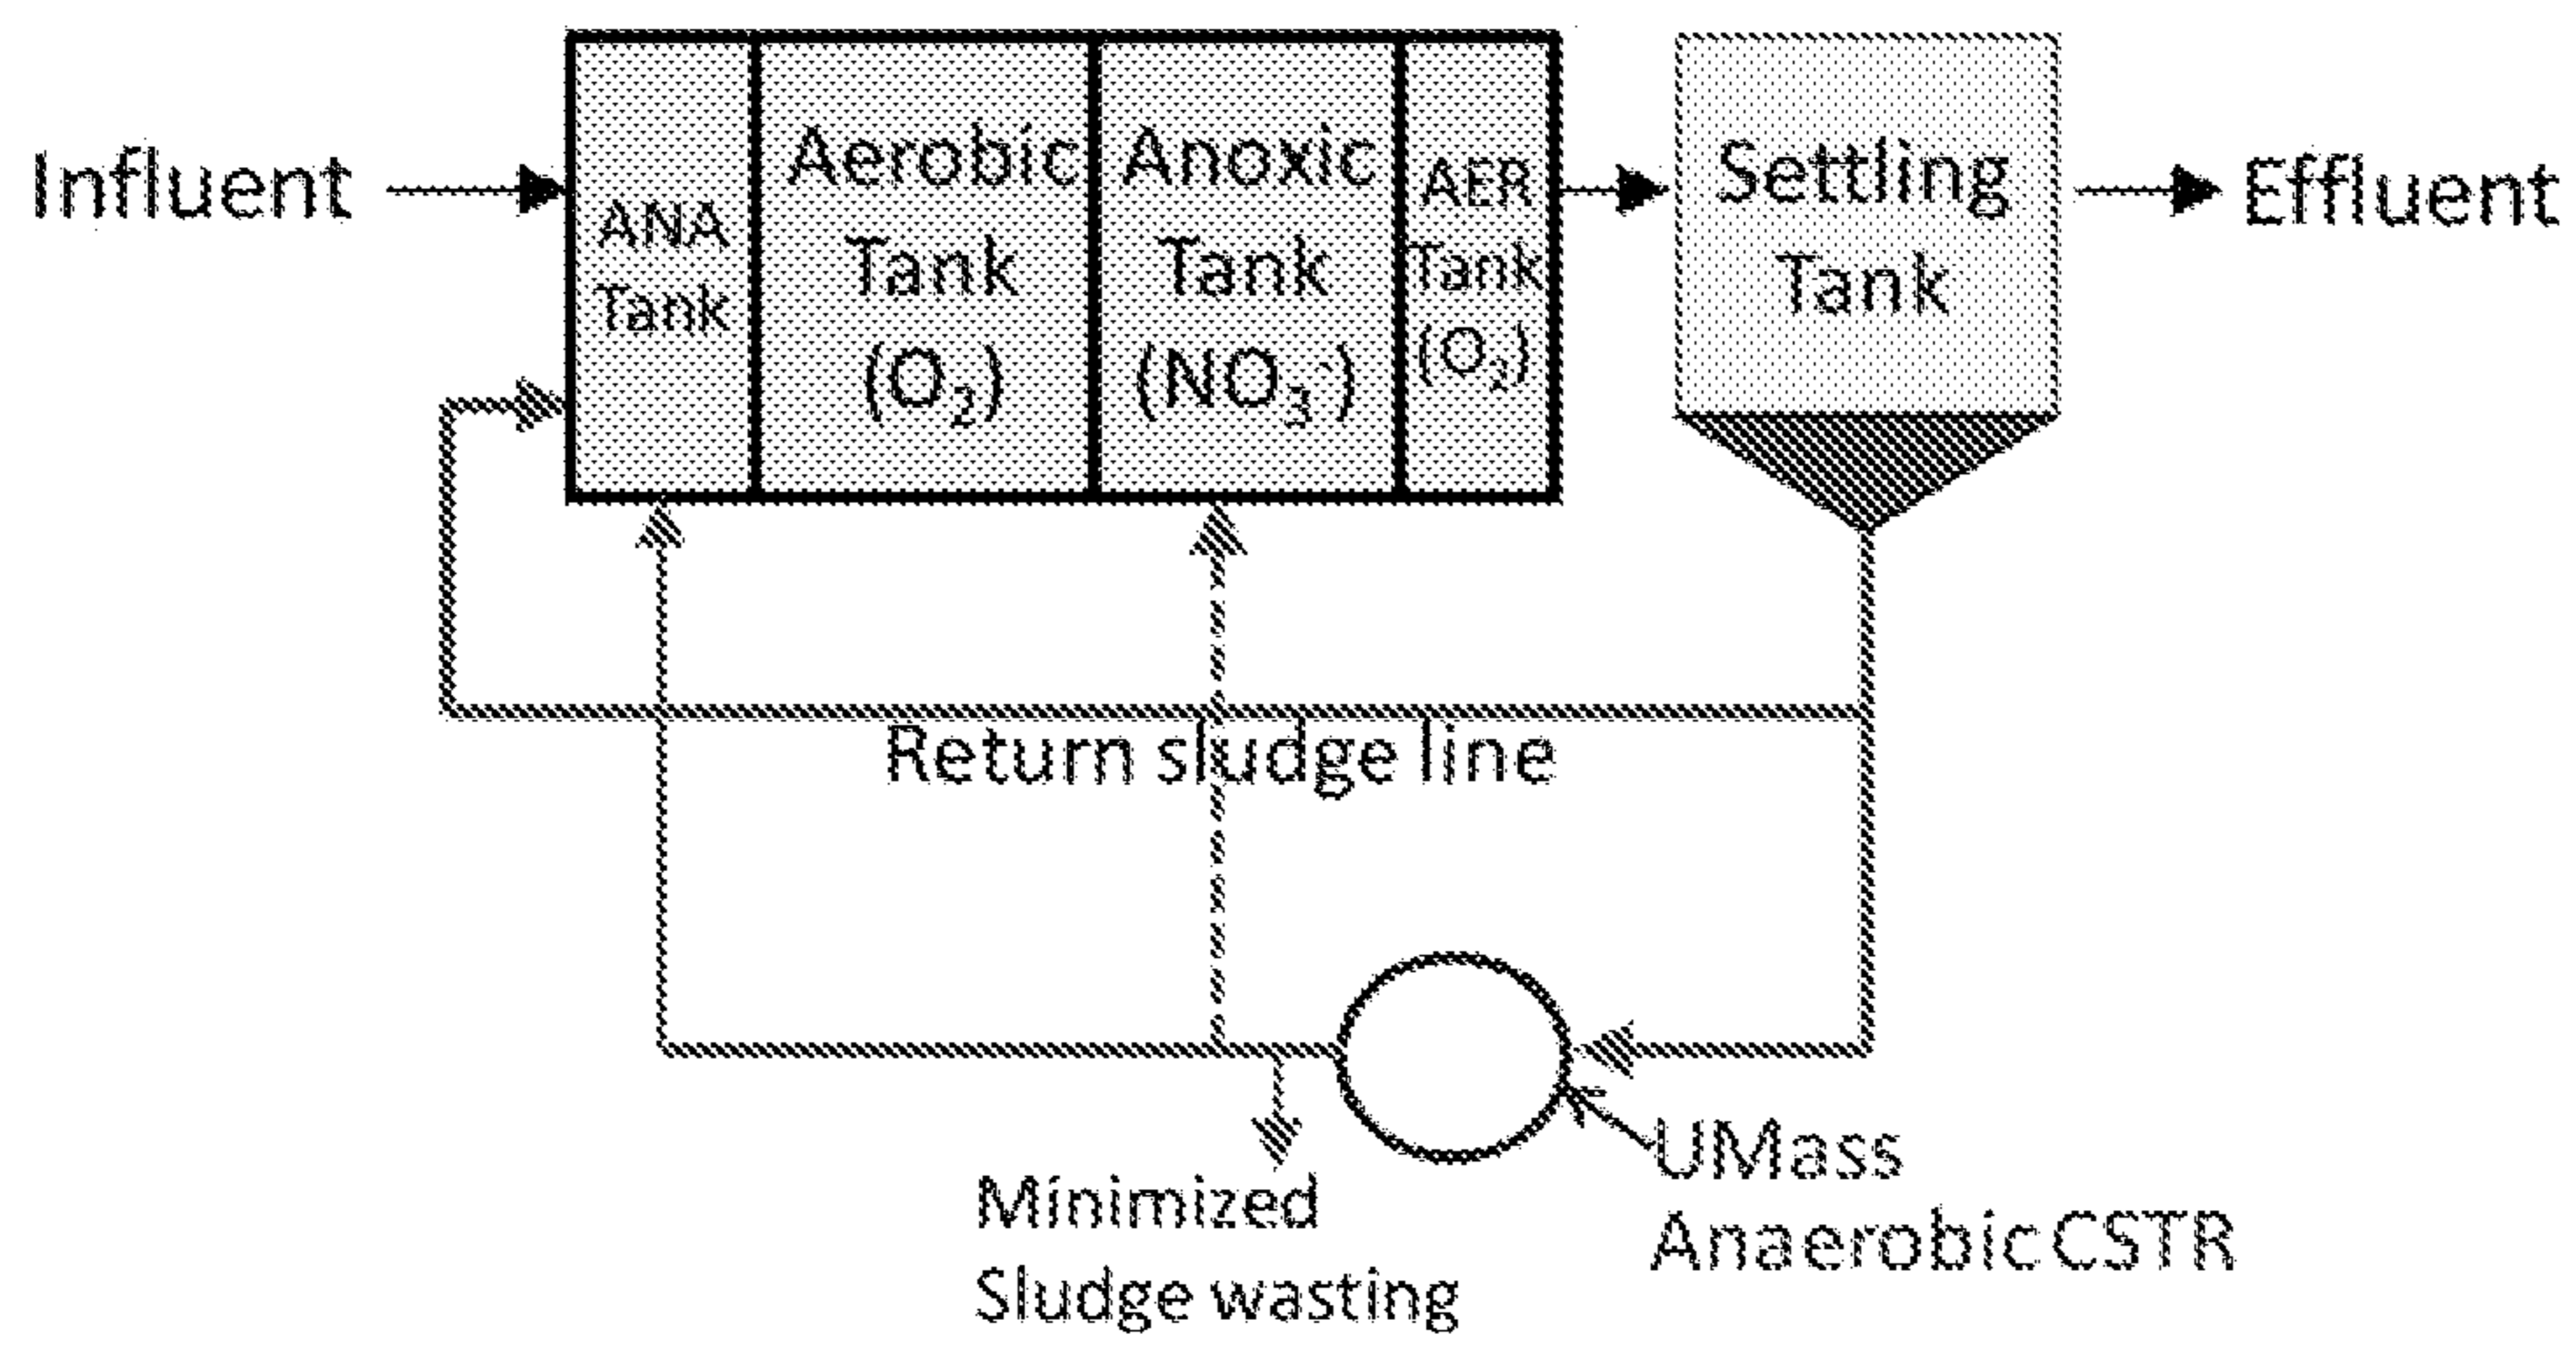 Influent
ANA
Tank
Aerobic
Tank
(O₂)
Anoxic
Tank
(NO₃⁻)
AER
Tank
(O₂)
Settling
Tank
Effluent
Return sludge line
Minimized
Sludge wasting
UMass
Anaerobic CSTR